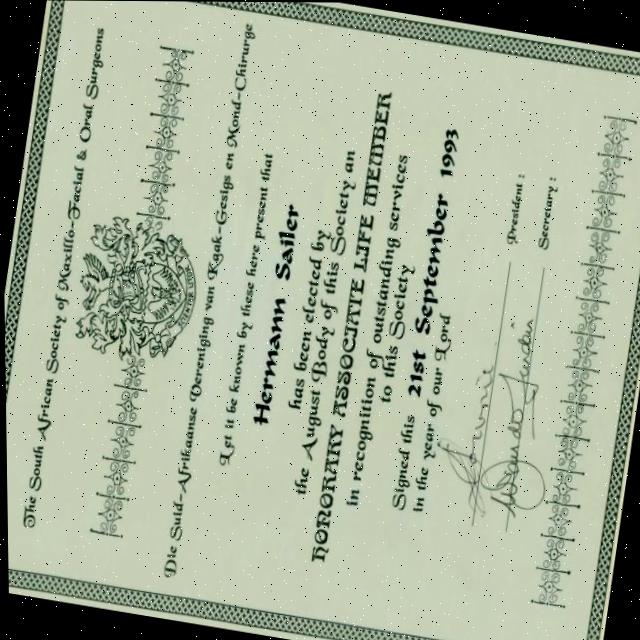 The South African Society of Maxillo-Facial & Oral Surgeons
Die Suid-Afrikaanse Vereniging van Kaak-Gesigs en Mond-Chirurge
Let it be known by these here present that
Hermann Sailer
has been elected by
the August Body of this Society an
HONORARY ASSOCIATE LIFE MEMBER
in recognition of outstanding services
to this Society
Signed this 21st September 1993
in the year of our Lord
President :
Secretary :